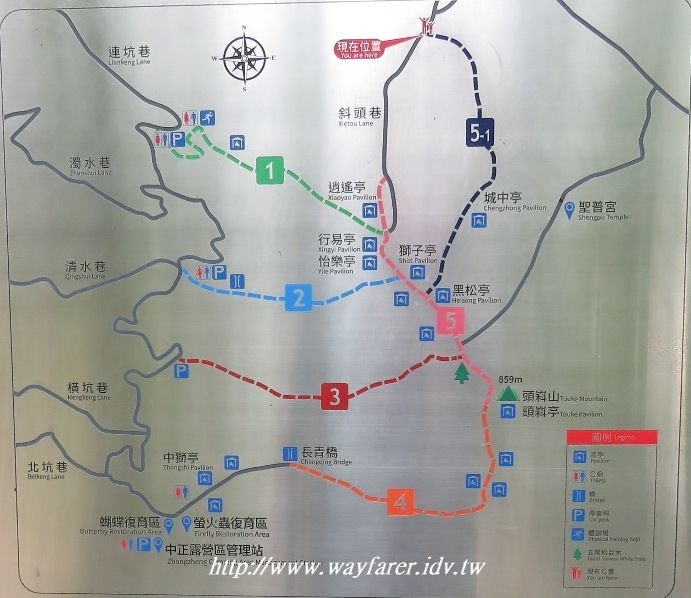 連坑巷
Liankeng Lane
現在位置
You are here
N
W
E
S
斜頭巷
Xietou Lane
5-1
濁水巷
Zhuoshui Lane
1
逍遙亭
Xiaoyao Pavilion
城中亭
Chengzhong Pavilion
聖普宮
Shengpu Temple
行易亭
Xingyi Pavilion
獅子亭
Shizi Pavilion
怡樂亭
Yile Pavilion
清水巷
Qingshui Lane
2
黑松亭
Heisong Pavilion
5
P
3
859m
頭嵙山 Touke Mountain
頭嵙亭 Touke Pavilion
橫坑巷
Hengkeng Lane
北坑巷
Beikeng Lane
中獅亭
Zhongshi Pavilion
長青橋
Changqing Bridge
4
蝴蝶復育區
Butterfly Restoration Area
螢火蟲復育區
Firefly Restoration Area
P
中正露營區管理站
Zhongzheng
圖例 Legend
涼亭
Pavilion
公廁
Toilets
橋
Bridge
P 停車場
Car park
體訓場
Physical training field
五葉松巨木
Giant Taiwan White Pine
現在位置
You are here
http://www.wayfarer.idv.tw